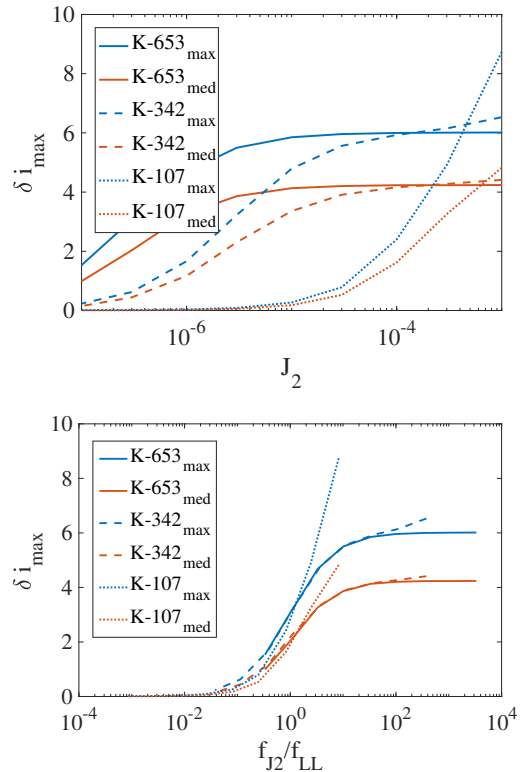 10
8
6
4
2
0
δ i_max
K-653_max
K-653_med
K-342_max
K-342_med
K-107_max
K-107_med
10^-6
10^-4
J_2
10
8
6
4
2
0
δ i_max
K-653_max
K-653_med
K-342_max
K-342_med
K-107_max
K-107_med
10^-4
10^-2
10^0
10^2
10^4
f_J2/f_LL